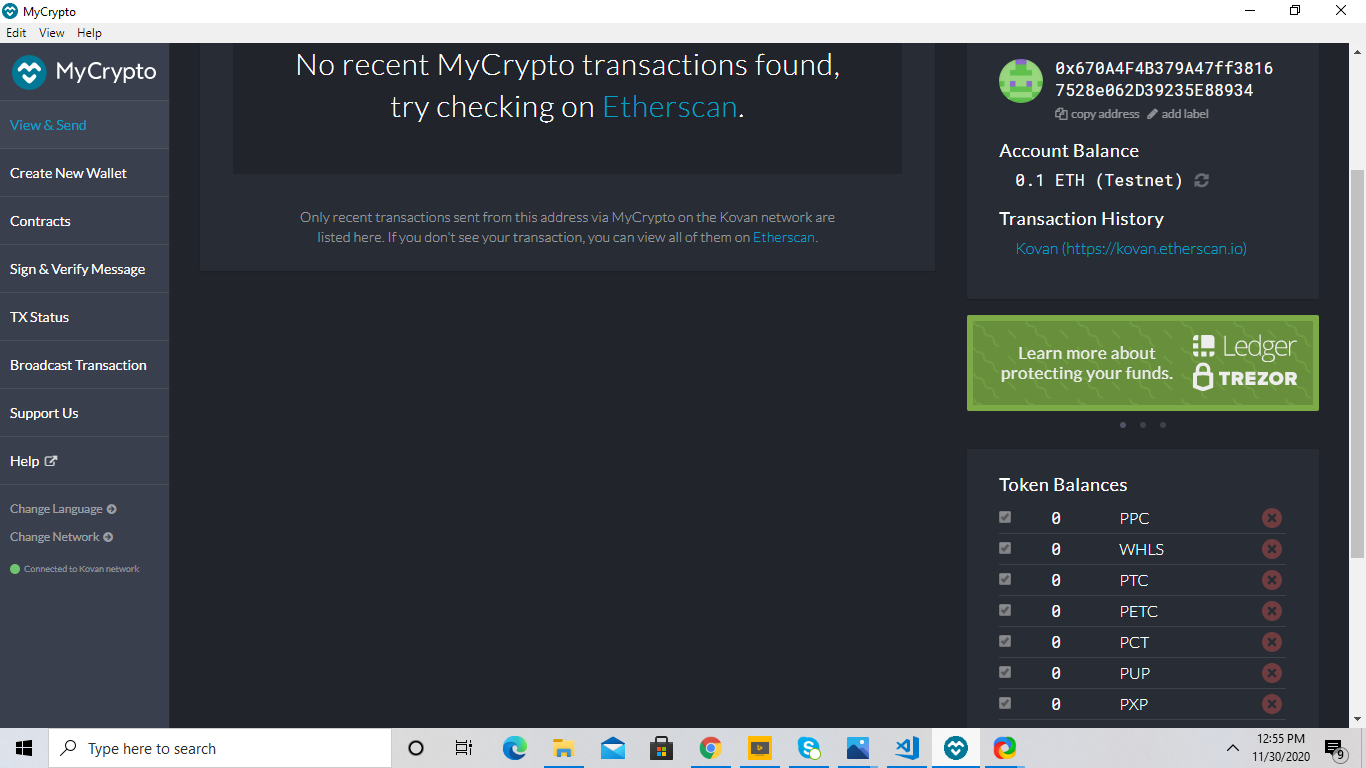 MyCrypto
Edit View Help
MyCrypto
View & Send
Create New Wallet
Contracts
Sign & Verify Message
TX Status
Broadcast Transaction
Support Us
Help
Change Language
Change Network
Connected to Kovan network
No recent MyCrypto transactions found,
try checking on Etherscan.
Only recent transactions sent from this address via MyCrypto on the Kovan network are
listed here. If you don't see your transaction, you can view all of them on Etherscan.
0x670A4F4B379A47ff3816
7528e062D39235E88934
copy address add label
Account Balance
0.1 ETH (Testnet)
Transaction History
Kovan (https://kovan.etherscan.io)
Learn more about
protecting your funds.
Ledger
TREZOR
Token Balances
0 PPC
0 WHLS
0 PTC
0 PETC
0 PCT
0 PUP
0 PXP
Type here to search
12:55 PM
11/30/2020
9